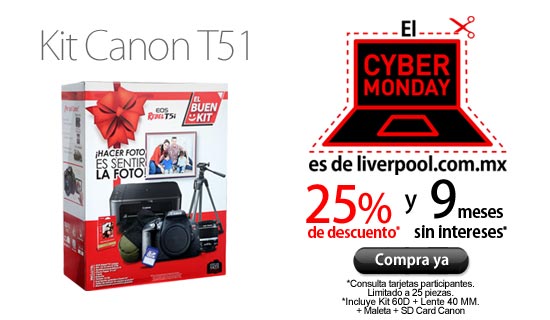 Kit Canon T51
EOS
REBEL T5i
EL
BUEN
KIT
¡HACER FOTO
ES SENTIR
LA FOTO!
El
CYBER
MONDAY
es de liverpool.com.mx
25% y 9 meses
de descuento* sin intereses*
Compra ya
*Consulta tarjetas participantes.
Limitado a 25 piezas.
*Incluye Kit 60D + Lente 40 MM.
+ Maleta + SD Card Canon